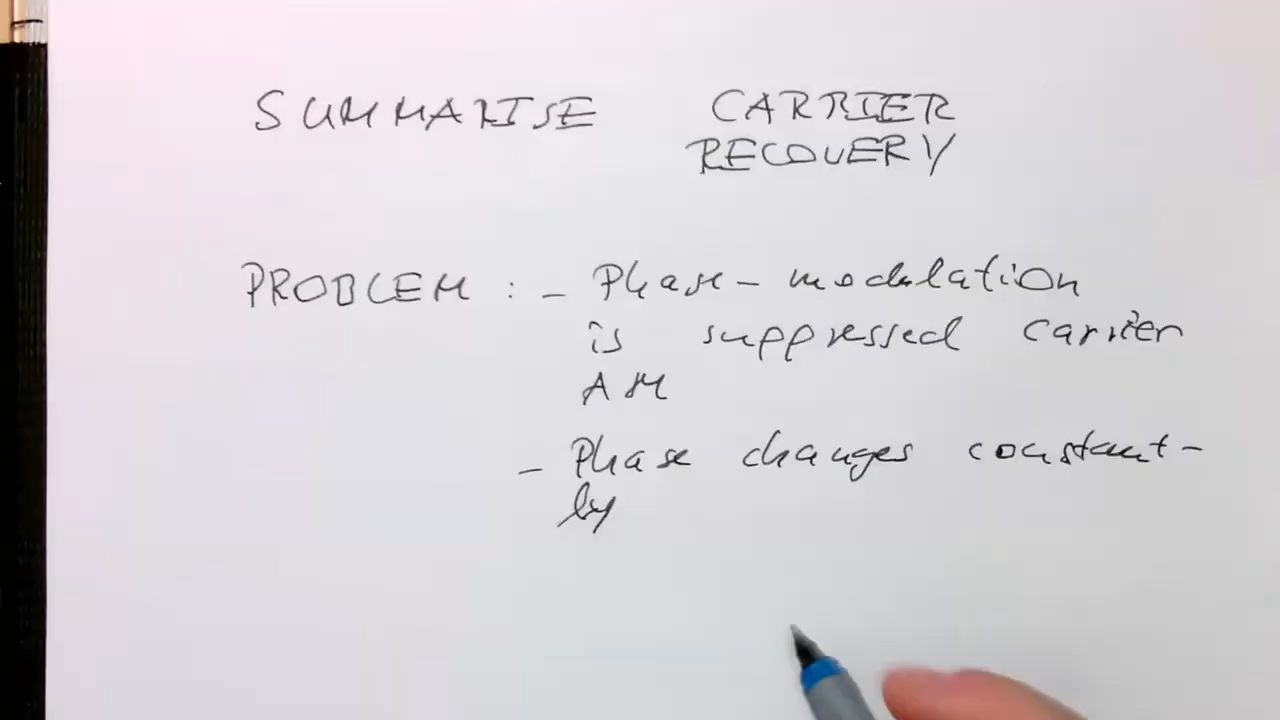 SUMMARISE CARRIER
RECOVERY
PROBLEM : - Phase - modulation
is suppressed carrier
AM
- Phase changes constant-
ly